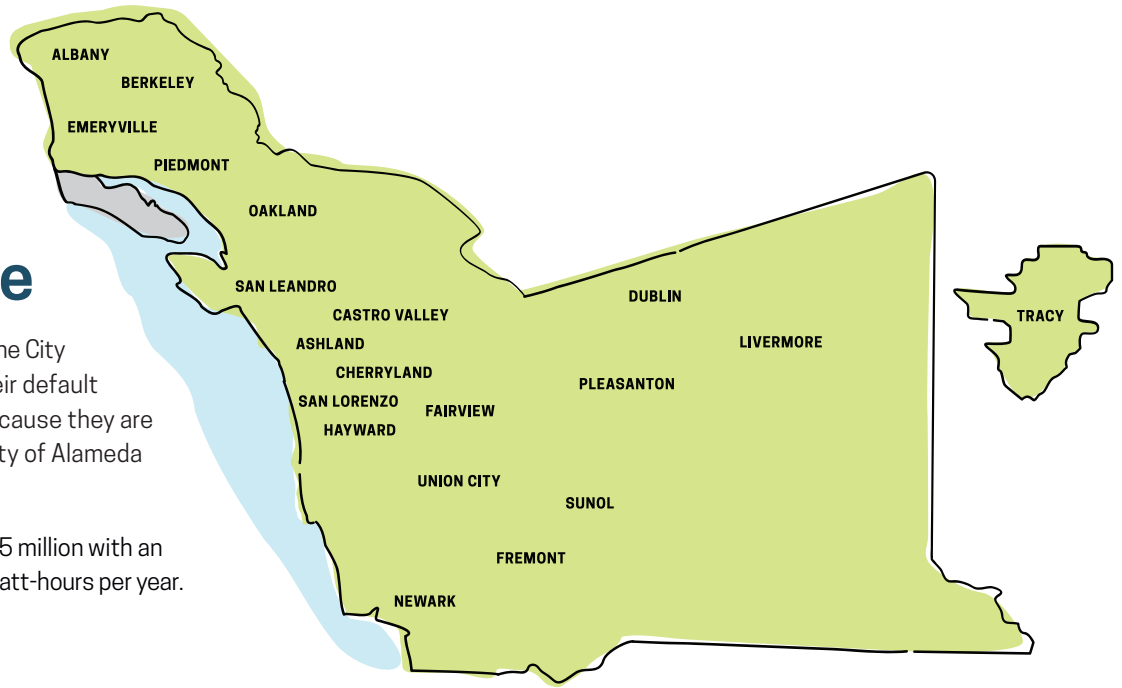 e
he City
eir default
cause they are
ty of Alameda
5 million with an
att-hours per year.
ALBANY
BERKELEY
EMERYVILLE
PIEDMONT
OAKLAND
SAN LEANDRO
CASTRO VALLEY
ASHLAND
CHERRYLAND
SAN LORENZO
FAIRVIEW
HAYWARD
UNION CITY
SUNOL
FREMONT
NEWARK
DUBLIN
LIVERMORE
PLEASANTON
TRACY